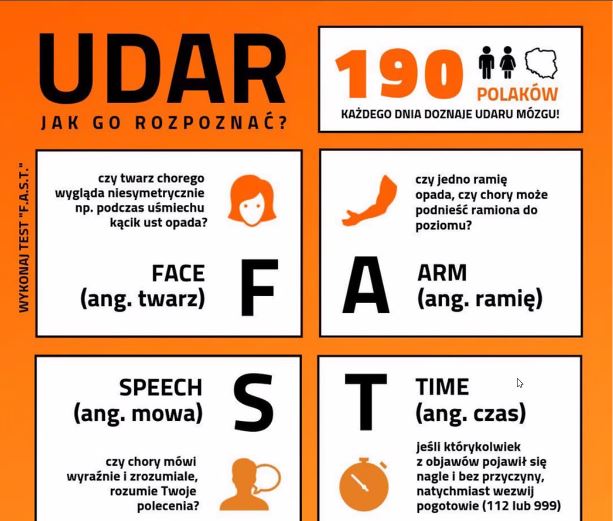 UDAR
JAK GO ROZPOZNAĆ?
190
POLAKÓW
KAŻDEGO DNIA DOZNAJE UDARU MÓZGU!
WYKONAJ TEST "F.A.S.T."
czy twarz chorego
wygląda niesymetrycznie
np. podczas uśmiechu
kącik ust opada?
FACE
(ang. twarz)
F
czy jedno ramię
opada, czy chory może
podnieść ramiona do
poziomu?
A
ARM
(ang. ramię)
SPEECH
(ang. mowa)
S
czy chory mówi
wyraźnie i zrozumiale,
rozumie Twoje
polecenia?
T
TIME
(ang. czas)
jeśli którykolwiek
z objawów pojawił się
nagle i bez przyczyny,
natychmiast wezwij
pogotowie (112 lub 999)